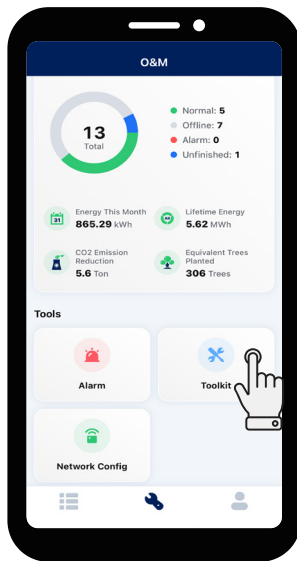 O&M
13
Total
Normal: 5
Offline: 7
Alarm: 0
Unfinished: 1
31
Energy This Month
865.29 kWh
Lifetime Energy
5.62 MWh
CO2 Emission
Reduction
5.6 Ton
Equivalent Trees
Planted
306 Trees
Tools
Alarm
Toolkit
Network Config